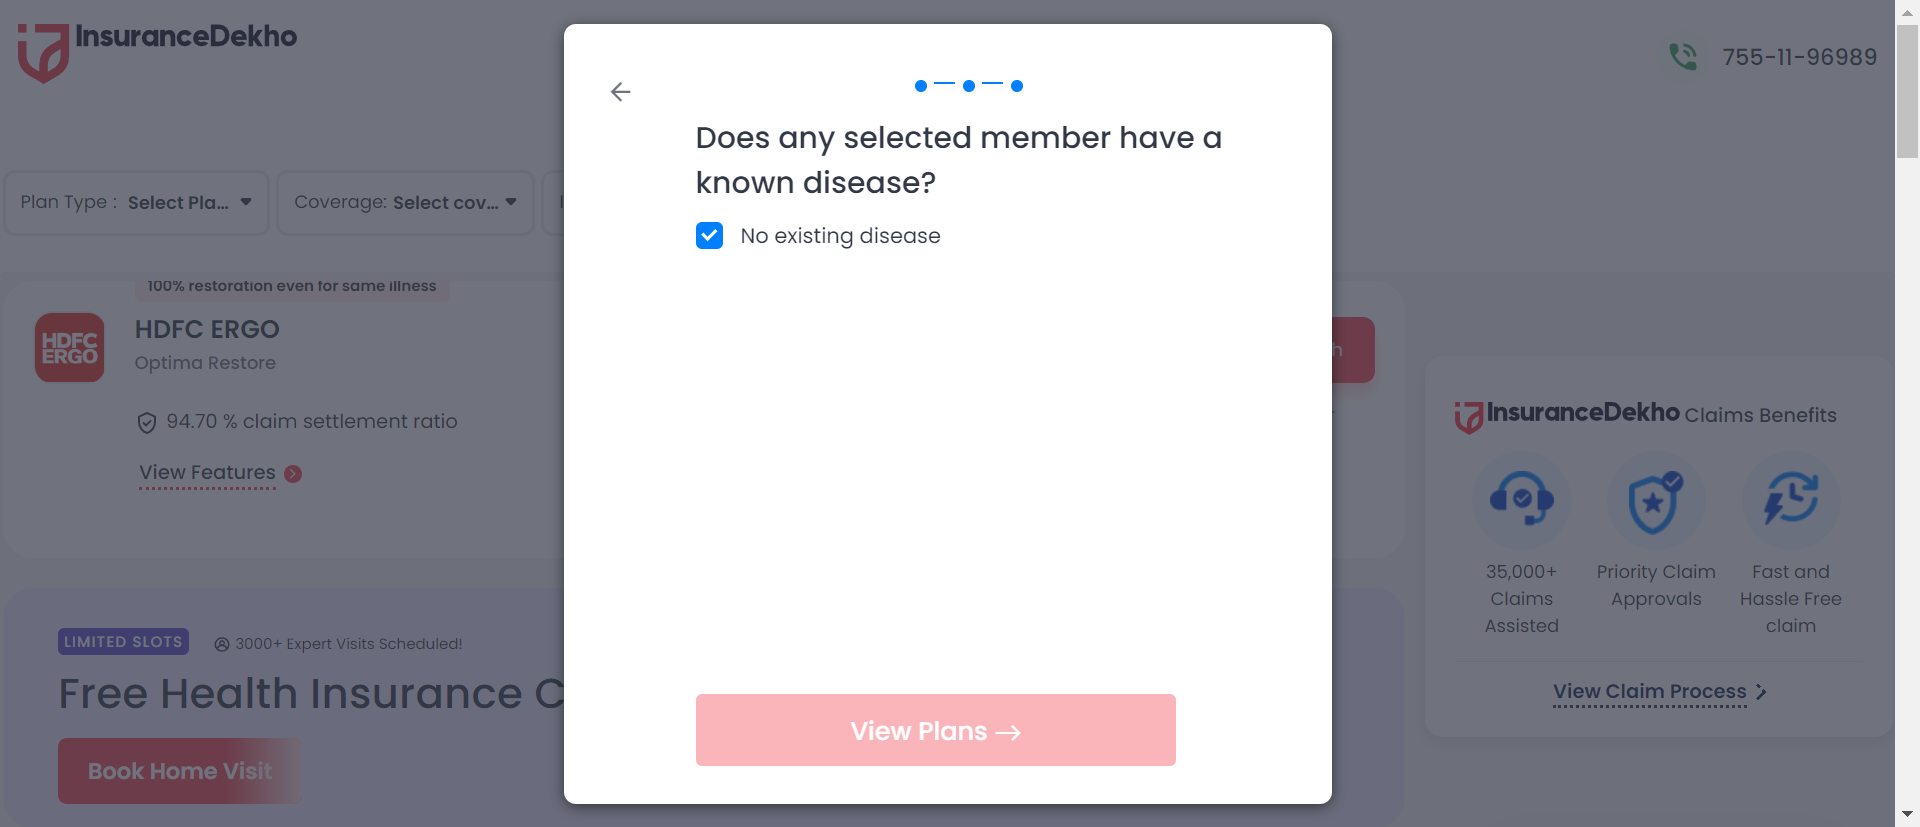 InsuranceDekho
755-11-96989
Does any selected member have a
known disease?
No existing disease
View Plans
Plan Type : Select Pla...
Coverage: Select cov...
100% restoration even for same illness
HDFC
ERGO
HDFC ERGO
Optima Restore
94.70 % claim settlement ratio
View Features
LIMITED SLOTS
3000+ Expert Visits Scheduled!
Free Health Insurance C
Book Home Visit
InsuranceDekho Claims Benefits
35,000+
Claims
Assisted
Priority Claim
Approvals
Fast and
Hassle Free
claim
View Claim Process